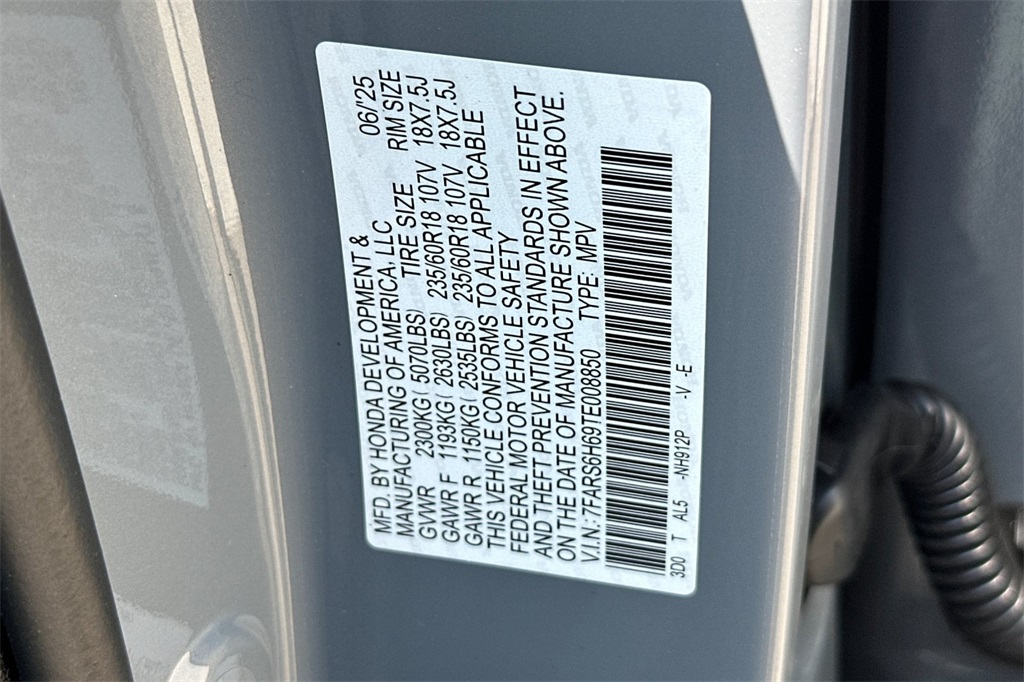 MFD. BY HONDA DEVELOPMENT & 06/'25
MANUFACTURING OF AMERICA, LLC RIM SIZE
TIRE SIZE
GVWR 2300KG( 5070LBS)
GAWR F 1193KG( 2630LBS) 235/60R18 107V 18X7.5J
GAWR R 1150KG( 2535LBS) 235/60R18 107V 18X7.5J
THIS VEHICLE CONFORMS TO ALL APPLICABLE
FEDERAL MOTOR VEHICLE SAFETY
AND THEFT PREVENTION STANDARDS IN EFFECT
ON THE DATE OF MANUFACTURE SHOWN ABOVE.
V.I.N.: 7FARS6H69TE008850 TYPE: MPV
3D0 T AL5 -NH912P -V -E